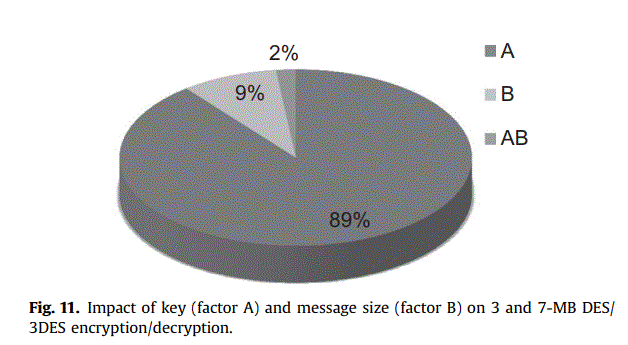 2%
A
9%
B
AB
89%
Fig. 11. Impact of key (factor A) and message size (factor B) on 3 and 7-MB DES/
3DES encryption/decryption.